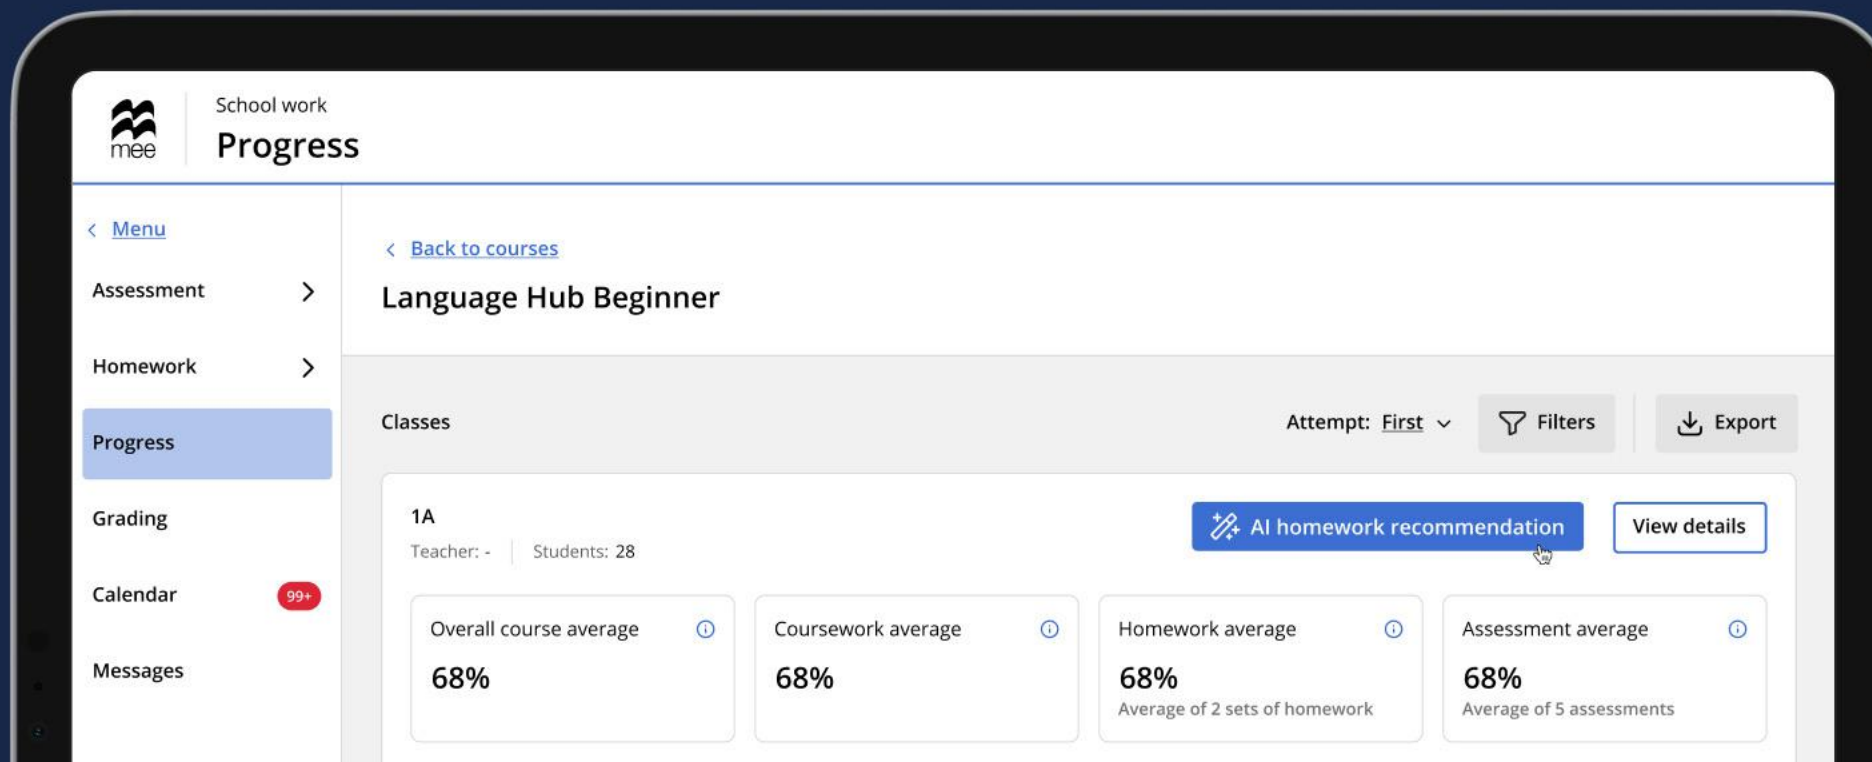 mee
School work
Progress
Menu
Assessment
Homework
Progress
Grading
Calendar
99+
Messages
Back to courses
Language Hub Beginner
Classes
Attempt: First
Filters
Export
1A
Teacher: -
Students: 28
AI homework recommendation
View details
Overall course average
68%
Coursework average
68%
Homework average
68%
Average of 2 sets of homework
Assessment average
68%
Average of 5 assessments